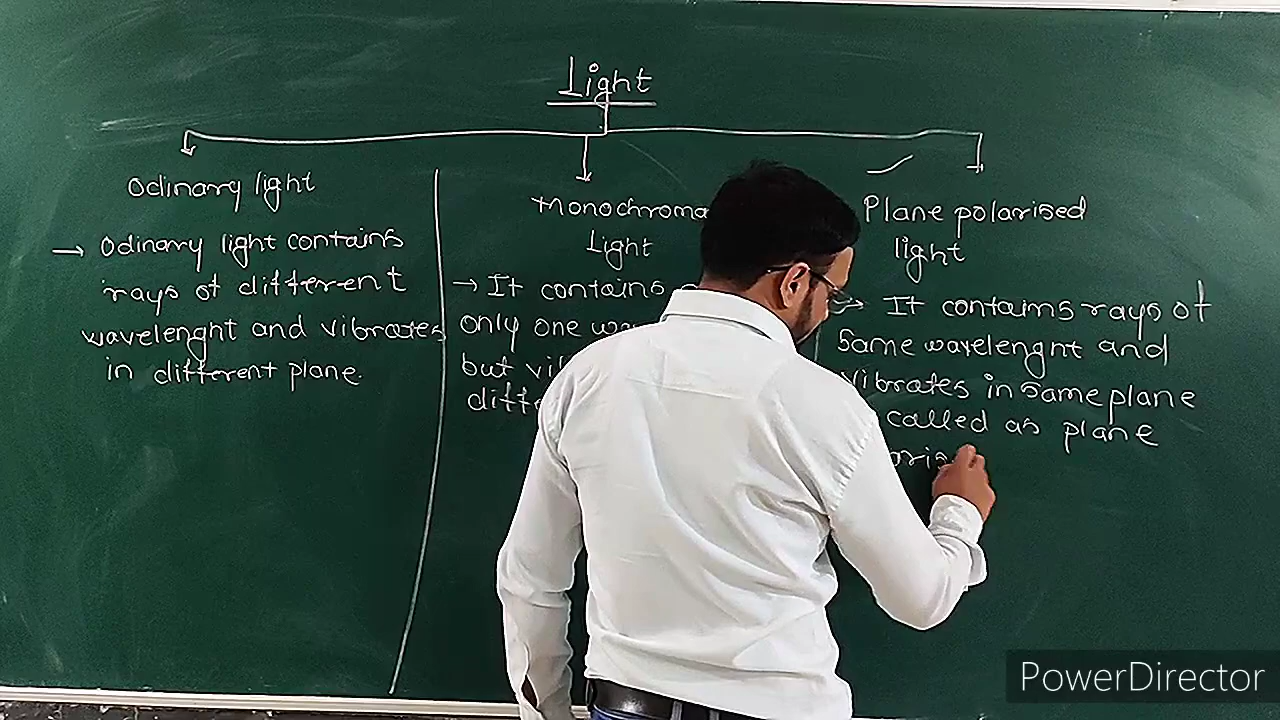 Light
Odinary light
→ Odinary light contains
rays of different
wavelenght and vibrates
in different plane.
Monochroma
Light
→ It contains
only one wa
but vi
diffe
Plane polarised
light
→ It contains rays of
Same wavelenght and
vibrates in same plane
called as plane
aris
PowerDirector